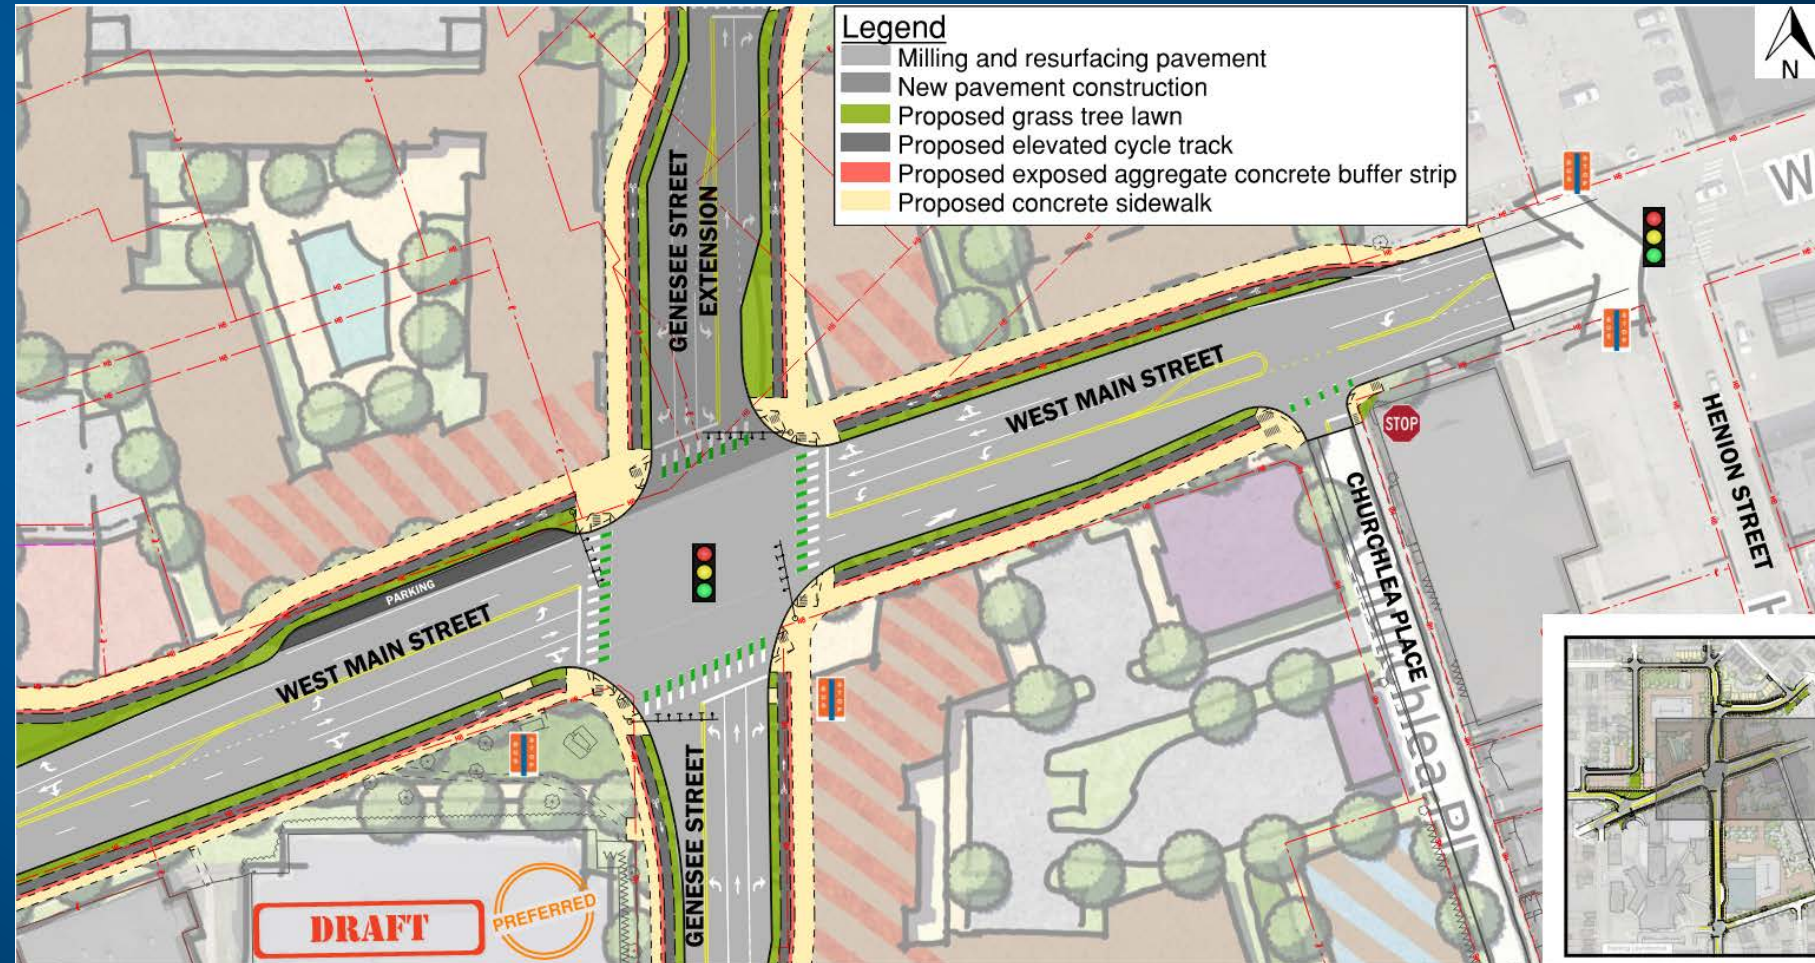 Legend
Milling and resurfacing pavement
New pavement construction
Proposed grass tree lawn
Proposed elevated cycle track
Proposed exposed aggregate concrete buffer strip
Proposed concrete sidewalk
N
GENESEE STREET
EXTENSION
WEST MAIN STREET
STOP
HENION STREET
CHURCHLEA PLACE
PARKING
WEST MAIN STREET
GENESEE STREET
GENESEE STREET
DRAFT
PREFERRED